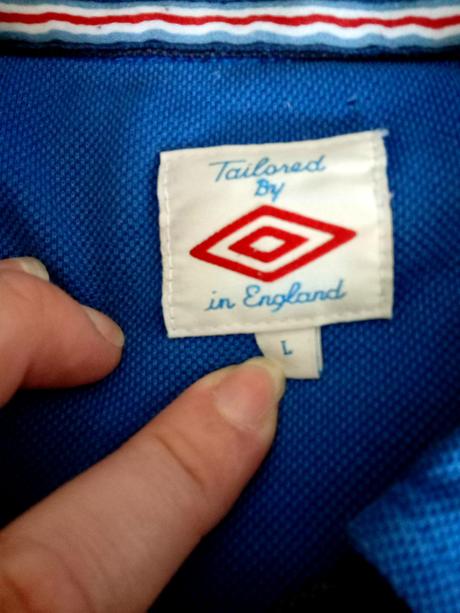 Tailored
By
in England
L